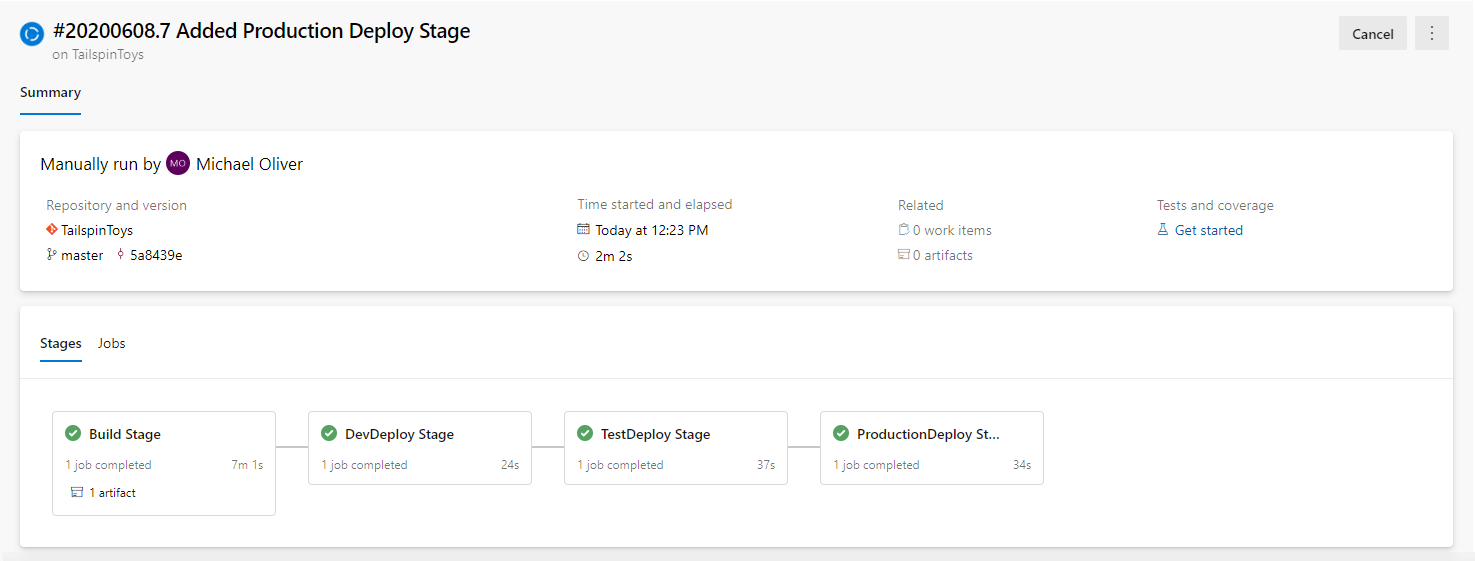 #20200608.7 Added Production Deploy Stage
on TailspinToys
Cancel
Summary
Manually run by MO Michael Oliver
Repository and version
TailspinToys
master 5a8439e
Time started and elapsed
Today at 12:23 PM
2m 2s
Related
0 work items
0 artifacts
Tests and coverage
Get started
Stages Jobs
Build Stage
1 job completed 7m 1s
1 artifact
DevDeploy Stage
1 job completed 24s
TestDeploy Stage
1 job completed 37s
ProductionDeploy St...
1 job completed 34s